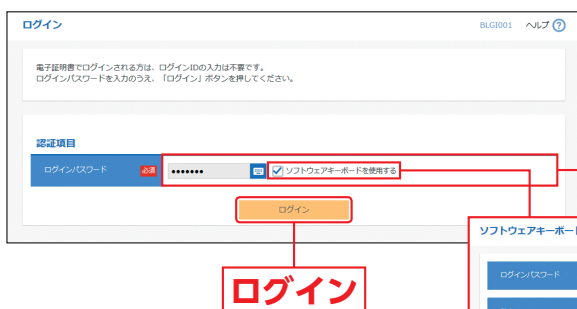 ログイン
BLGI001 ヘルプ ?
電子証明書でログインされる方は、ログインIDの入力は不要です。
ログインパスワードを入力のうえ、「ログイン」ボタンを押してください。
認証項目
ログインパスワード 必須 ●●●●●●● ソフトウェアキーボードを使用する
ログイン
ログイン
ソフトウェアキーボード
ログインパスワード